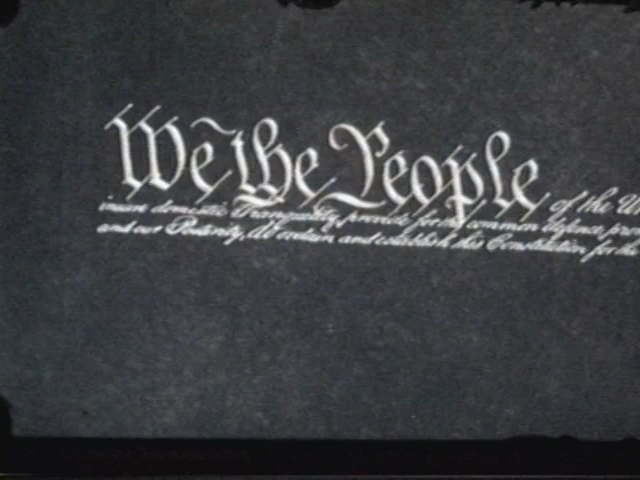 We the People of the U
insure domestic Tranquility, provide for the common defence, prom
and our Posterity, do ordain and establish this Constitution for the